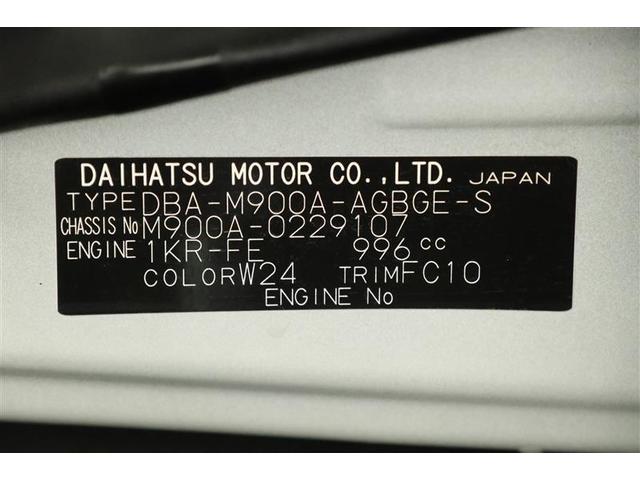 DAIHATSU MOTOR CO.,LTD. JAPAN
TYPE DBA-M900A-AGBGE-S
CHASSIS No M900A-0229107
ENGINE 1KR-FE 996cc
COLOR W24 TRIM FC10
ENGINE No